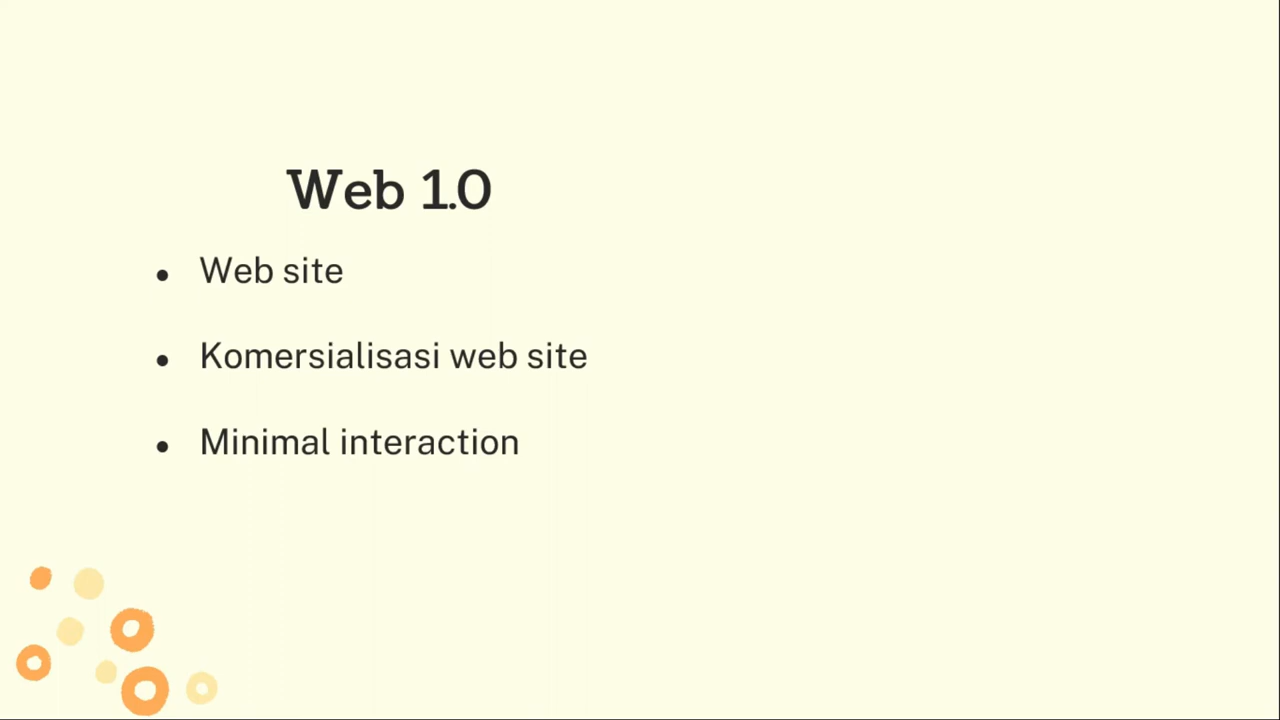 Web 1.0
• Web site
• Komersialisasi web site
• Minimal interaction